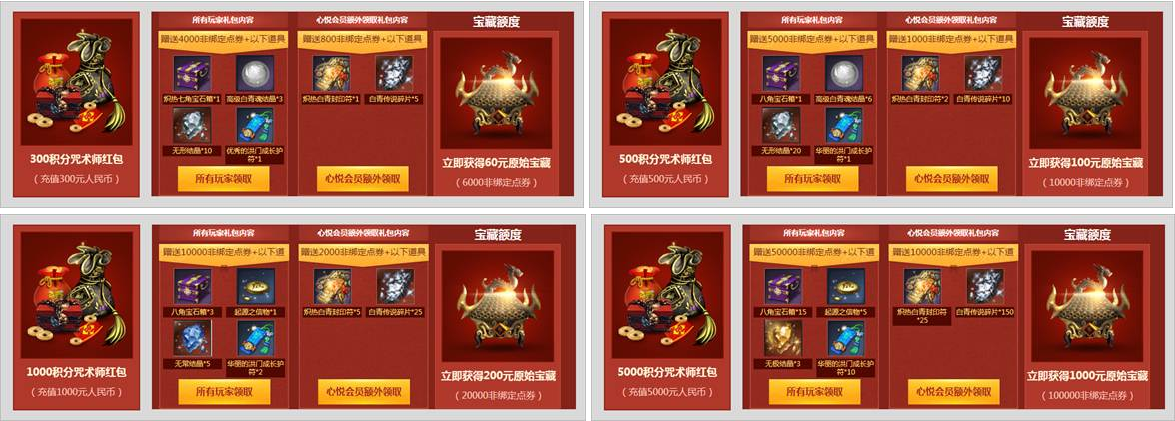 所有玩家礼包内容
赠送4000非绑定点券+以下道具
炽热七角宝石箱*1
高级白青魂结晶*3
无形结晶*10
优秀的洪门成长护
符*1
所有玩家领取
心悦会员额外领取礼包内容
赠送800非绑定点券+以下道具
炽热白青封印符*1
白青传说碎片*5
心悦会员额外领取
宝藏额度
立即获得60元原始宝藏
(6000非绑定点券)
300积分咒术师红包
(充值300元人民币)
所有玩家礼包内容
赠送5000非绑定点券+以下道具
八角宝石箱*1
高级白青魂结晶*6
无形结晶*20
华丽的洪门成长护
符*1
所有玩家领取
心悦会员额外领取礼包内容
赠送1000非绑定点券+以下道具
炽热白青封印符*2
白青传说碎片*10
心悦会员额外领取
宝藏额度
立即获得100元原始宝藏
(10000非绑定点券)
500积分咒术师红包
(充值500元人民币)
所有玩家礼包内容
赠送10000非绑定点券+以下道
八角宝石箱*3
起源之信物*1
无常结晶*5
华丽的洪门成长护
符*2
所有玩家领取
心悦会员额外领取礼包内容
赠送2000非绑定点券+以下道具
炽热白青封印符*5
白青传说碎片*25
心悦会员额外领取
宝藏额度
立即获得200元原始宝藏
(20000非绑定点券)
1000积分咒术师红包
(充值1000元人民币)
所有玩家礼包内容
赠送50000非绑定点券+以下道
八角宝石箱*15
起源之信物*5
无极结晶*3
华丽的洪门成长护
符*10
所有玩家领取
心悦会员额外领取礼包内容
赠送10000非绑定点券+以下道
炽热白青封印符
*25
白青传说碎片*150
心悦会员额外领取
宝藏额度
立即获得1000元原始宝藏
(100000非绑定点券)
5000积分咒术师红包
(充值5000元人民币)